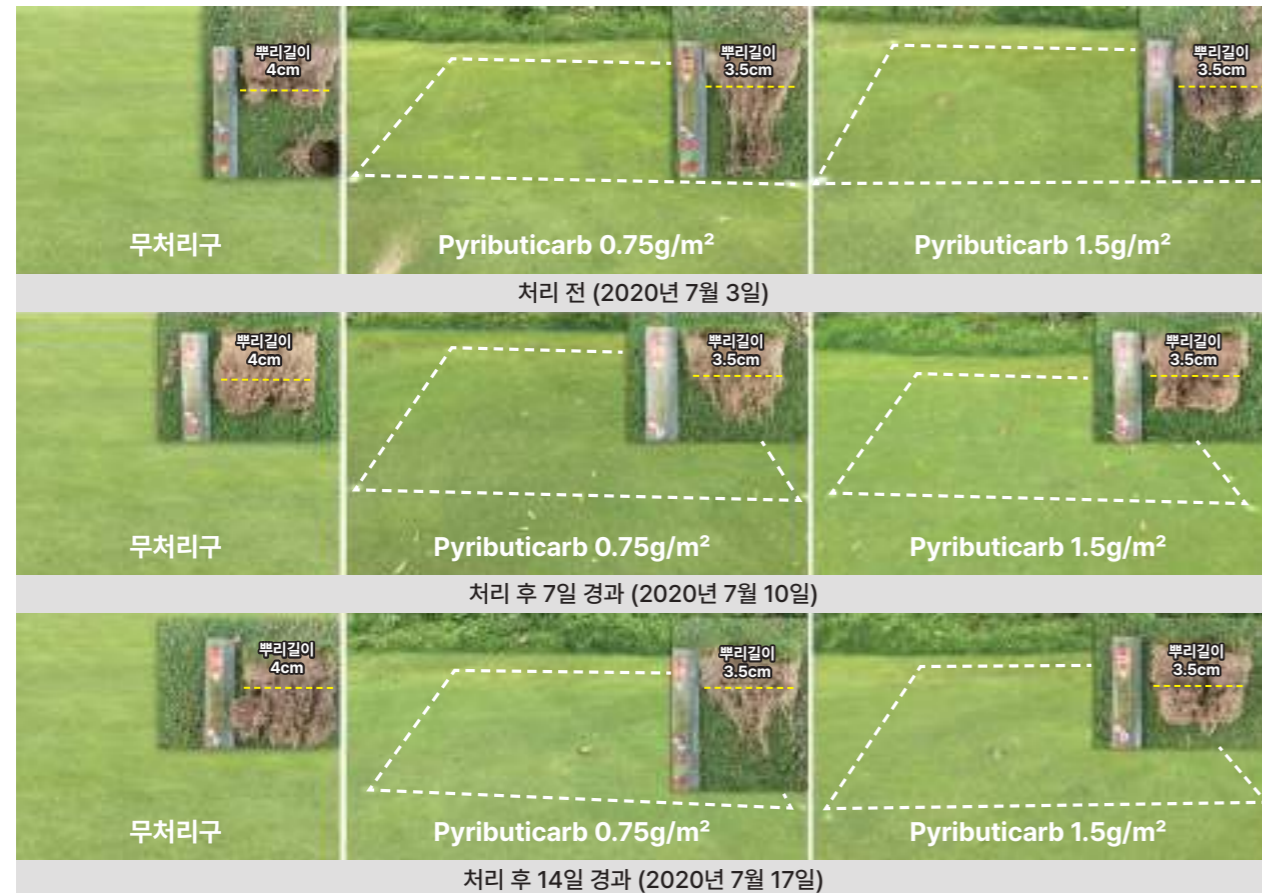 뿌리길이
4cm
뿌리길이
3.5cm
뿌리길이
3.5cm
무처리구
Pyributicarb 0.75g/m²
Pyributicarb 1.5g/m²
처리 전 (2020년 7월 3일)
뿌리길이
4cm
뿌리길이
3.5cm
뿌리길이
3.5cm
무처리구
Pyributicarb 0.75g/m²
Pyributicarb 1.5g/m²
처리 후 7일 경과 (2020년 7월 10일)
뿌리길이
4cm
뿌리길이
3.5cm
뿌리길이
3.5cm
무처리구
Pyributicarb 0.75g/m²
Pyributicarb 1.5g/m²
처리 후 14일 경과 (2020년 7월 17일)